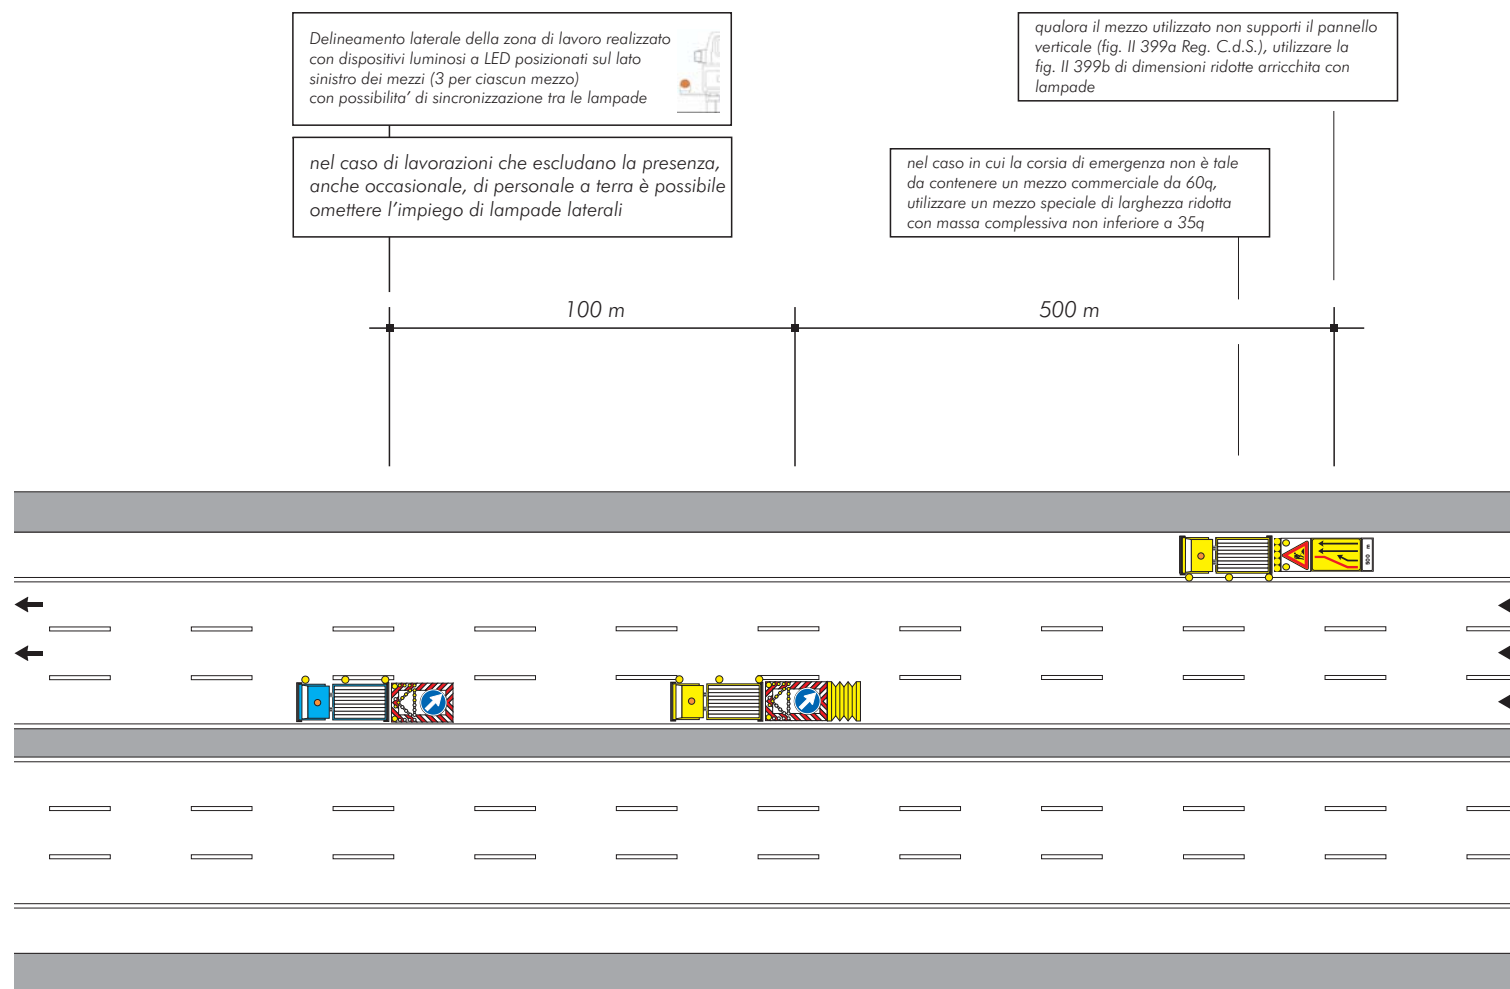 Delineamento laterale della zona di lavoro realizzato
con dispositivi luminosi a LED posizionati sul lato
sinistro dei mezzi (3 per ciascun mezzo)
con possibilita’ di sincronizzazione tra le lampade
nel caso di lavorazioni che escludano la presenza,
anche occasionale, di personale a terra è possibile
omettere l’impiego di lampade laterali
qualora il mezzo utilizzato non supporti il pannello
verticale (fig. II 399a Reg. C.d.S.), utilizzare la
fig. II 399b di dimensioni ridotte arricchita con
lampade
nel caso in cui la corsia di emergenza non è tale
da contenere un mezzo commerciale da 60q,
utilizzare un mezzo speciale di larghezza ridotta
con massa complessiva non inferiore a 35q
100 m
500 m
500 m